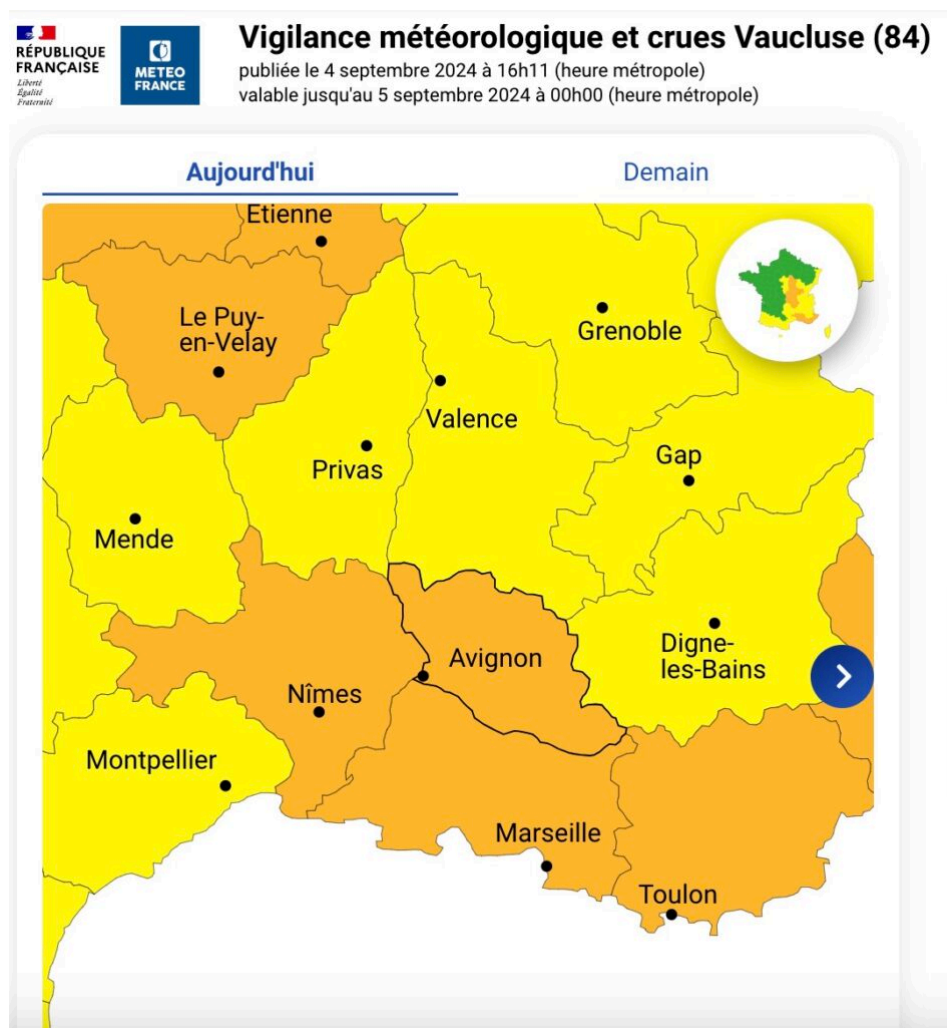 RÉPUBLIQUE
FRANÇAISE
Liberté
Égalité
Fraternité
METEO
FRANCE
Vigilance météorologique et crues Vaucluse (84)
publiée le 4 septembre 2024 à 16h11 (heure métropole)
valable jusqu'au 5 septembre 2024 à 00h00 (heure métropole)
Aujourd'hui
Demain
Etienne
Le Puy-
en-Velay
Grenoble
Valence
Privas
Gap
Mende
Avignon
Digne-
les-Bains
Nîmes
Montpellier
Marseille
Toulon